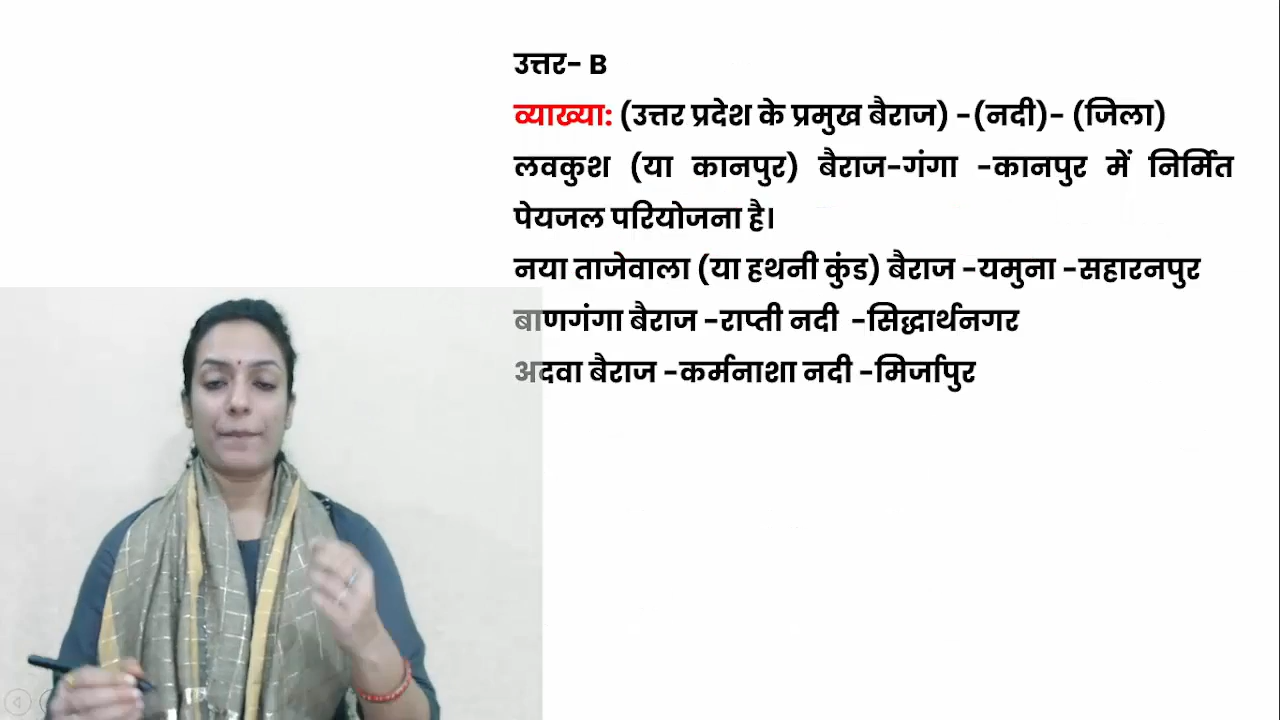 उत्तर- B
व्याख्या: (उत्तर प्रदेश के प्रमुख बैराज) -(नदी)- (जिला)
लवकुश (या कानपुर) बैराज-गंगा -कानपुर में निर्मित
पेयजल परियोजना है।
नया ताजेवाला (या हथनी कुंड) बैराज -यमुना -सहारनपुर
बाणगंगा बैराज -राप्ती नदी -सिद्धार्थनगर
अदवा बैराज -कर्मनाशा नदी -मिर्जापुर